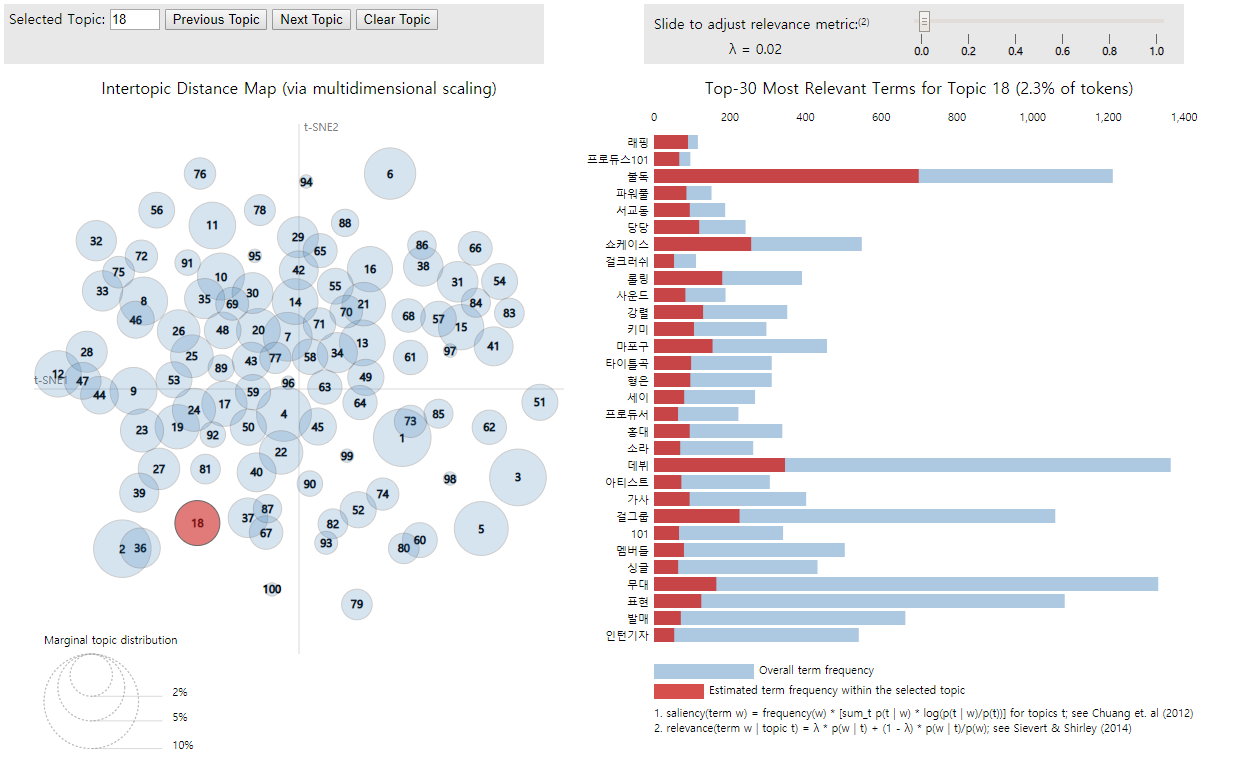 Selected Topic: 18 Previous Topic Next Topic Clear Topic
Slide to adjust relevance metric:(2)
λ = 0.02
0.0 0.2 0.4 0.6 0.8 1.0
Intertopic Distance Map (via multidimensional scaling)
t-SNE2
t-SNE1
76
94
6
56
78
11
88
32
29
86
72
65
66
95
91
38
75
42
16
10
31
54
33
55
30
8
35
69
14
21
84
70
83
46
68
57
71
15
26
48
20
7
13
41
97
28
34
25
58
61
43
77
89
12
49
47
53
96
63
9
59
44
51
64
17
24
4
73
85
23
19
50
45
62
92
1
22
99
27
81
40
3
98
90
39
74
87
52
37
18
82
5
67
60
93
2
36
80
100
79
Marginal topic distribution
2%
5%
10%
Top-30 Most Relevant Terms for Topic 18 (2.3% of tokens)
0 200 400 600 800 1,000 1,200 1,400
래핑
프로듀스101
불독
파워풀
서교동
당당
쇼케이스
걸크러쉬
롤링
사운드
강렬
키미
마포구
타이틀곡
형은
세이
프로듀서
홍대
소라
데뷔
아티스트
가사
걸그룹
101
멤버들
싱글
무대
표현
발매
인턴기자
Overall term frequency
Estimated term frequency within the selected topic
1. saliency(term w) = frequency(w) * [sum_t p(t | w) * log(p(t | w)/p(t))] for topics t; see Chuang et. al (2012)
2. relevance(term w | topic t) = λ * p(w | t) + (1 - λ) * p(w | t)/p(w); see Sievert & Shirley (2014)